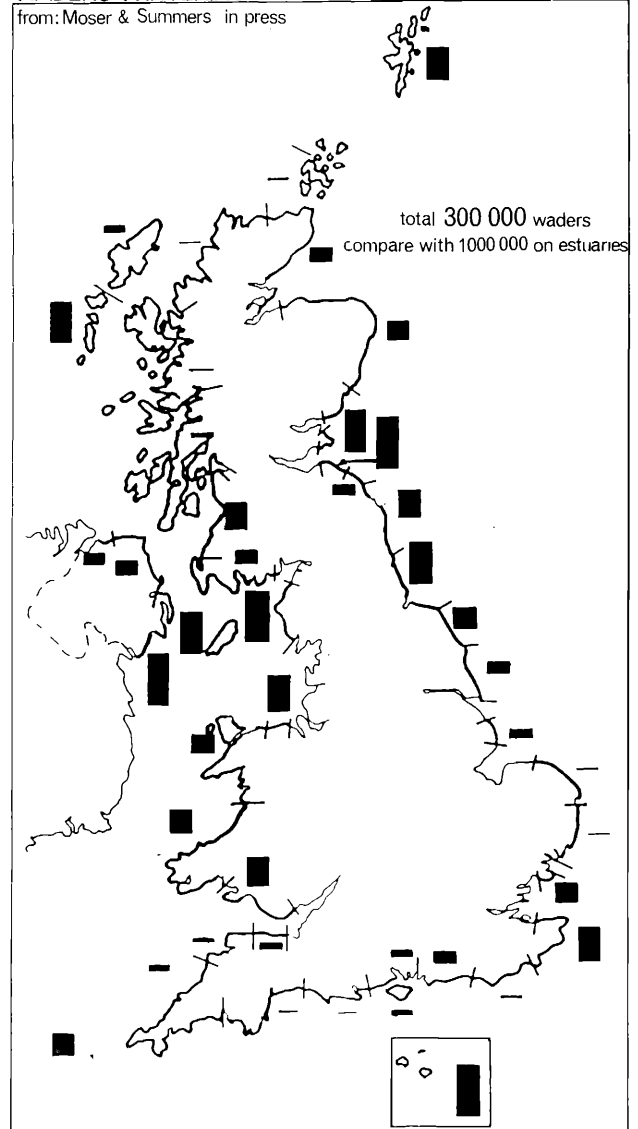 from: Moser & Summers in press
total 300 000 waders
compare with 1000 000 on estuaries